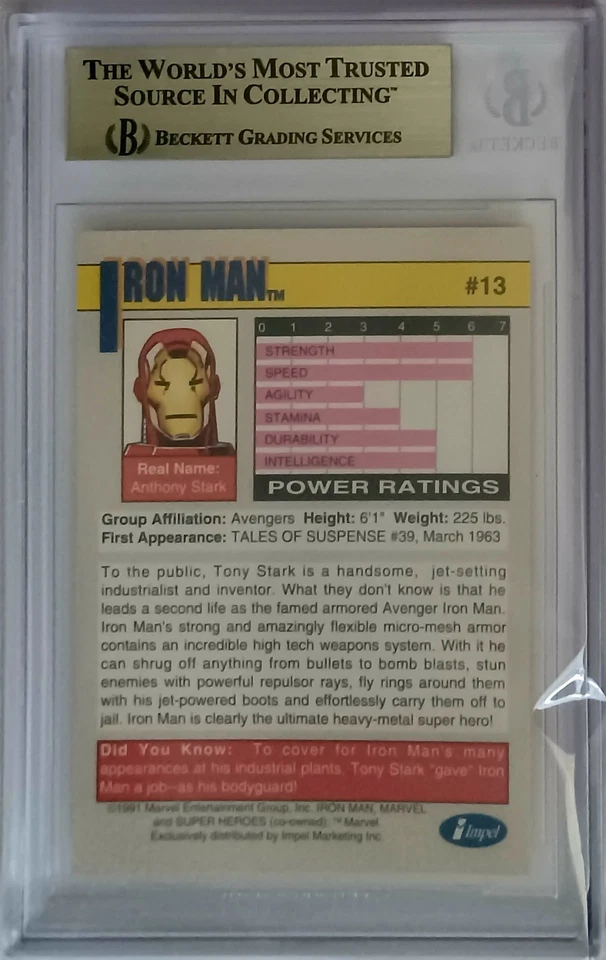 THE WORLD'S MOST TRUSTED
SOURCE IN COLLECTING™
B BECKETT GRADING SERVICES
B
BECKETT
IRON MAN™ #13
0 1 2 3 4 5 6 7
STRENGTH
SPEED
AGILITY
STAMINA
DURABILITY
INTELLIGENCE
POWER RATINGS
Real Name:
Anthony Stark
Group Affiliation: Avengers Height: 6'1" Weight: 225 lbs.
First Appearance: TALES OF SUSPENSE #39, March 1963
To the public, Tony Stark is a handsome, jet-setting
industrialist and inventor. What they don't know is that he
leads a second life as the famed armored Avenger Iron Man.
Iron Man's strong and amazingly flexible micro-mesh armor
contains an incredible high tech weapons system. With it he
can shrug off anything from bullets to bomb blasts, stun
enemies with powerful repulsor rays, fly rings around them
with his jet-powered boots and effortlessly carry them off to
jail. Iron Man is clearly the ultimate heavy-metal super hero!
Did You Know: To cover for Iron Man's many
appearances at his industrial plants, Tony Stark "gave" Iron
Man a job--as his bodyguard!
©1991 Marvel Entertainment Group, Inc. IRON MAN, MARVEL
and SUPER HEROES (co-owned): ™ Marvel.
Exclusively distributed by Impel Marketing Inc.
impel